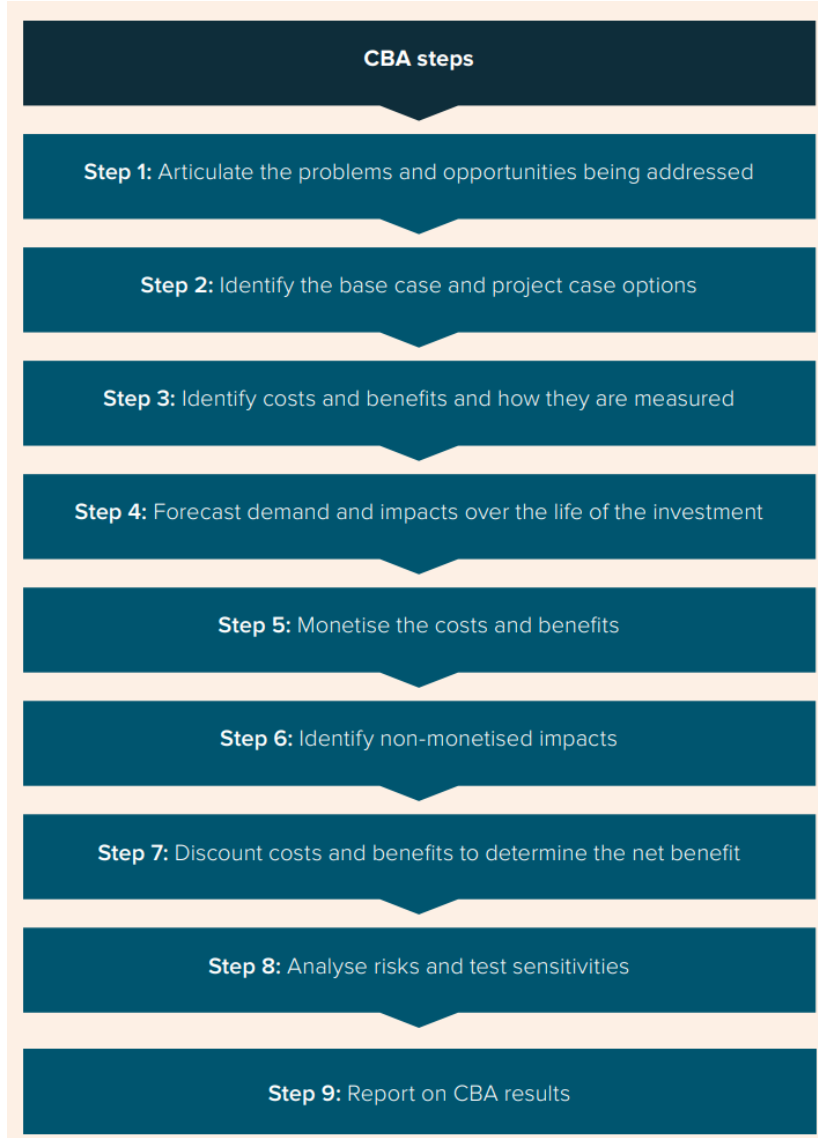 CBA steps
Step 1: Articulate the problems and opportunities being addressed
Step 2: Identify the base case and project case options
Step 3: Identify costs and benefits and how they are measured
Step 4: Forecast demand and impacts over the life of the investment
Step 5: Monetise the costs and benefits
Step 6: Identify non-monetised impacts
Step 7: Discount costs and benefits to determine the net benefit
Step 8: Analyse risks and test sensitivities
Step 9: Report on CBA results